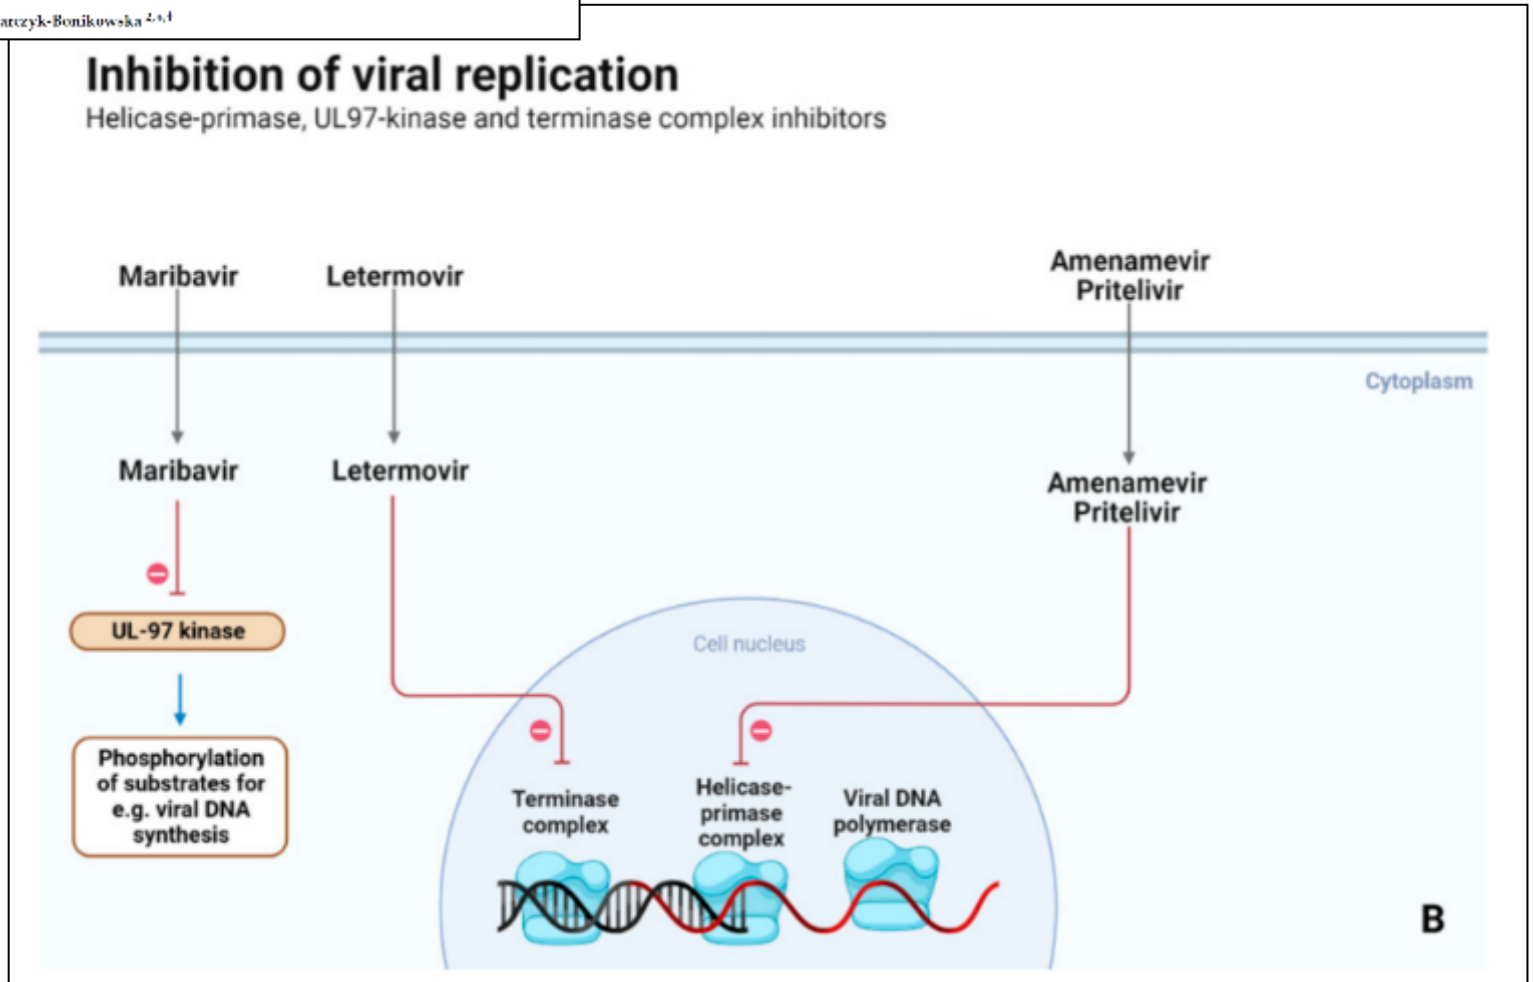 arczyk-Bonikowska
Inhibition of viral replication
Helicase-primase, UL97-kinase and terminase complex inhibitors
Maribavir
Letermovir
Amenamevir
Pritelivir
Cytoplasm
Maribavir
Letermovir
Amenamevir
Pritelivir
UL-97 kinase
Cell nucleus
Phosphorylation
of substrates for
e.g. viral DNA
synthesis
Terminase
complex
Helicase-
primase
complex
Viral DNA
polymerase
B